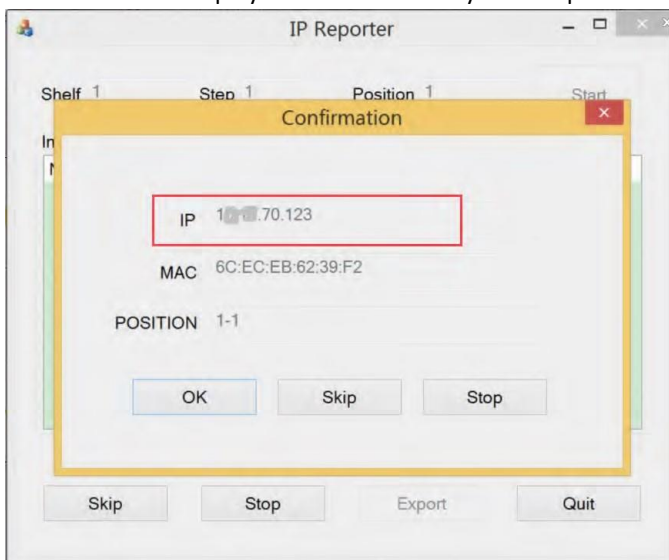 IP Reporter
Shelf 1 Step 1 Position 1 Start
Confirmation
In
IP .70.123
MAC 6C:EC:EB:62:39:F2
POSITION 1-1
OK Skip Stop
Skip Stop Export Quit